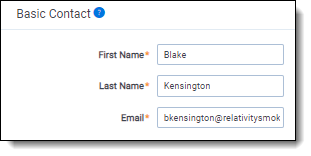 Basic Contact ?
First Name* Blake
Last Name* Kensington
Email* bkensington@relativitysmok